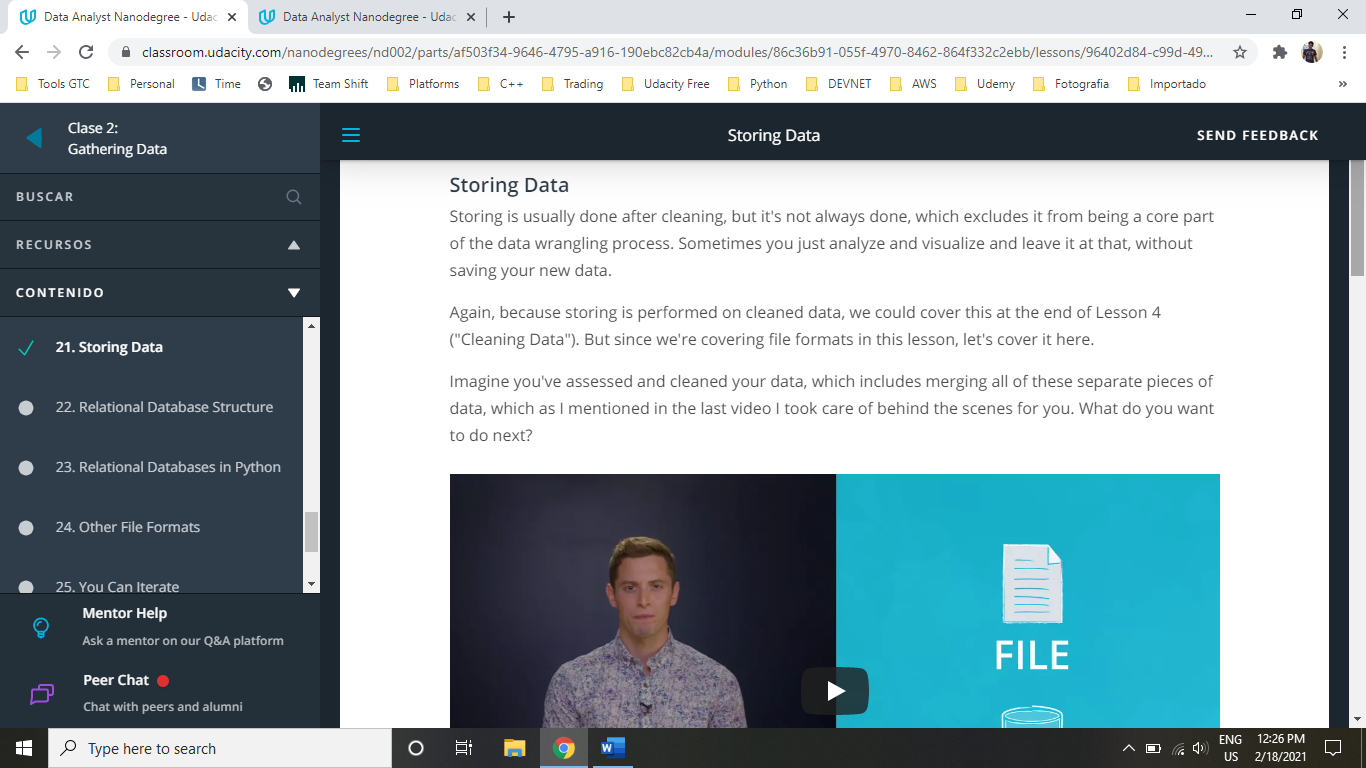 Data Analyst Nanodegree - Udac
Data Analyst Nanodegree - Udac
classroom.udacity.com/nanodegrees/nd002/parts/af503f34-9646-4795-a916-190ebc82cb4a/modules/86c36b91-055f-4970-8462-864f332c2ebb/lessons/96402d84-c99d-49...
Tools GTC
Personal
Time
Team Shift
Platforms
C++
Trading
Udacity Free
Python
DEVNET
AWS
Udemy
Fotografia
Importado
»
Clase 2:
Gathering Data
BUSCAR
RECURSOS
CONTENIDO
21. Storing Data
22. Relational Database Structure
23. Relational Databases in Python
24. Other File Formats
25. You Can Iterate
Mentor Help
Ask a mentor on our Q&A platform
Peer Chat
Chat with peers and alumni
Storing Data
SEND FEEDBACK
Storing Data
Storing is usually done after cleaning, but it's not always done, which excludes it from being a core part
of the data wrangling process. Sometimes you just analyze and visualize and leave it at that, without
saving your new data.
Again, because storing is performed on cleaned data, we could cover this at the end of Lesson 4
("Cleaning Data"). But since we're covering file formats in this lesson, let's cover it here.
Imagine you've assessed and cleaned your data, which includes merging all of these separate pieces of
data, which as I mentioned in the last video I took care of behind the scenes for you. What do you want
to do next?
FILE
Type here to search
W
ENG
US
12:26 PM
2/18/2021